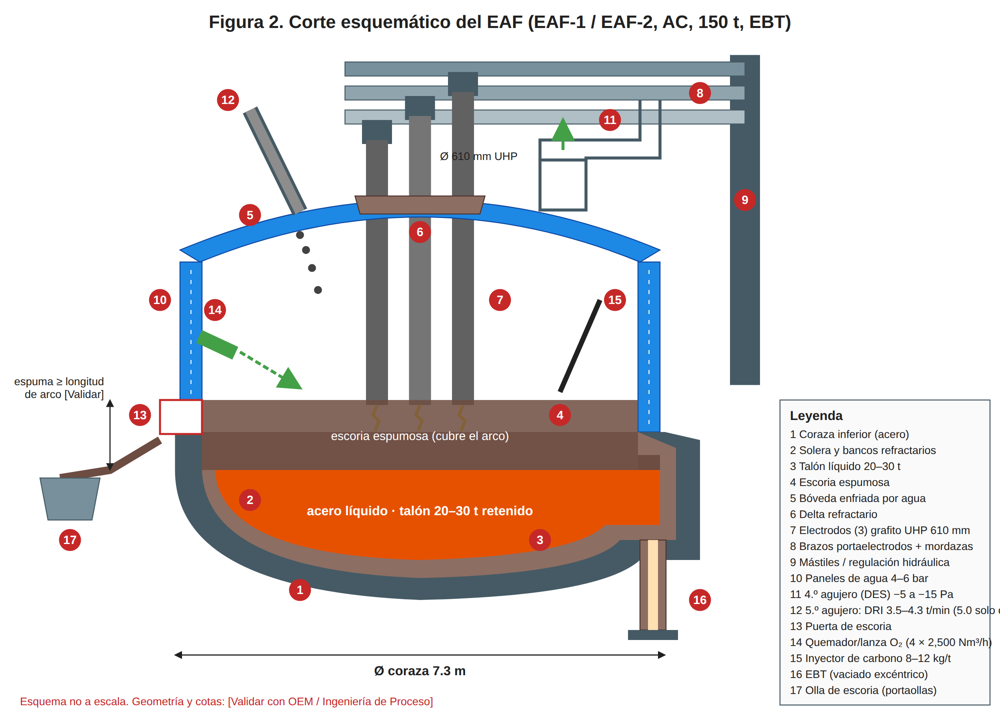 Figura 2. Corte esquemático del EAF (EAF-1 / EAF-2, AC, 150 t, EBT)
12
8
11
Ø 610 mm UHP
9
5
6
10
14
7
15
espuma ≥ longitud
de arco [Validar]
13
4
escoria espumosa (cubre el arco)
2
acero líquido · talón 20–30 t retenido
17
3
1
16
Ø coraza 7.3 m
Esquema no a escala. Geometría y cotas: [Validar con OEM / Ingeniería de Proceso]
Leyenda
1 Coraza inferior (acero)
2 Solera y bancos refractarios
3 Talón líquido 20–30 t
4 Escoria espumosa
5 Bóveda enfriada por agua
6 Delta refractario
7 Electrodos (3) grafito UHP 610 mm
8 Brazos portaelectrodos + mordazas
9 Mástiles / regulación hidráulica
10 Paneles de agua 4–6 bar
11 4.º agujero (DES) −5 a −15 Pa
12 5.º agujero: DRI 3.5–4.3 t/min (5.0 solo
13 Puerta de escoria
14 Quemador/lanza O₂ (4 × 2,500 Nm³/h)
15 Inyector de carbono 8–12 kg/t
16 EBT (vaciado excéntrico)
17 Olla de escoria (portaollas)